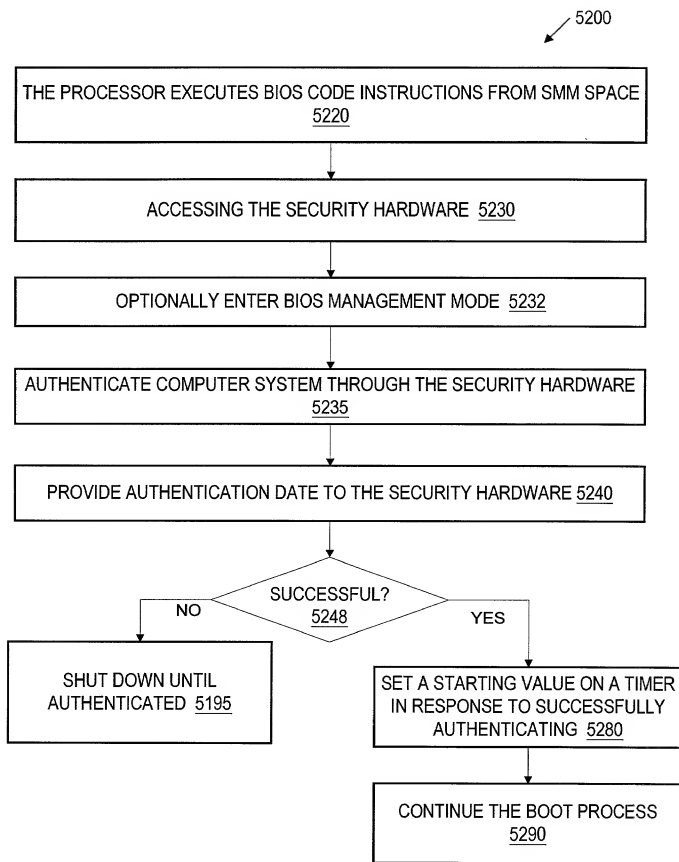 5200
THE PROCESSOR EXECUTES BIOS CODE INSTRUCTIONS FROM SMM SPACE
5220
ACCESSING THE SECURITY HARDWARE 5230
OPTIONALLY ENTER BIOS MANAGEMENT MODE 5232
AUTHENTICATE COMPUTER SYSTEM THROUGH THE SECURITY HARDWARE
5235
PROVIDE AUTHENTICATION DATE TO THE SECURITY HARDWARE 5240
SUCCESSFUL?
5248
NO
YES
SHUT DOWN UNTIL
AUTHENTICATED 5195
SET A STARTING VALUE ON A TIMER
IN RESPONSE TO SUCCESSFULLY
AUTHENTICATING 5280
CONTINUE THE BOOT PROCESS
5290